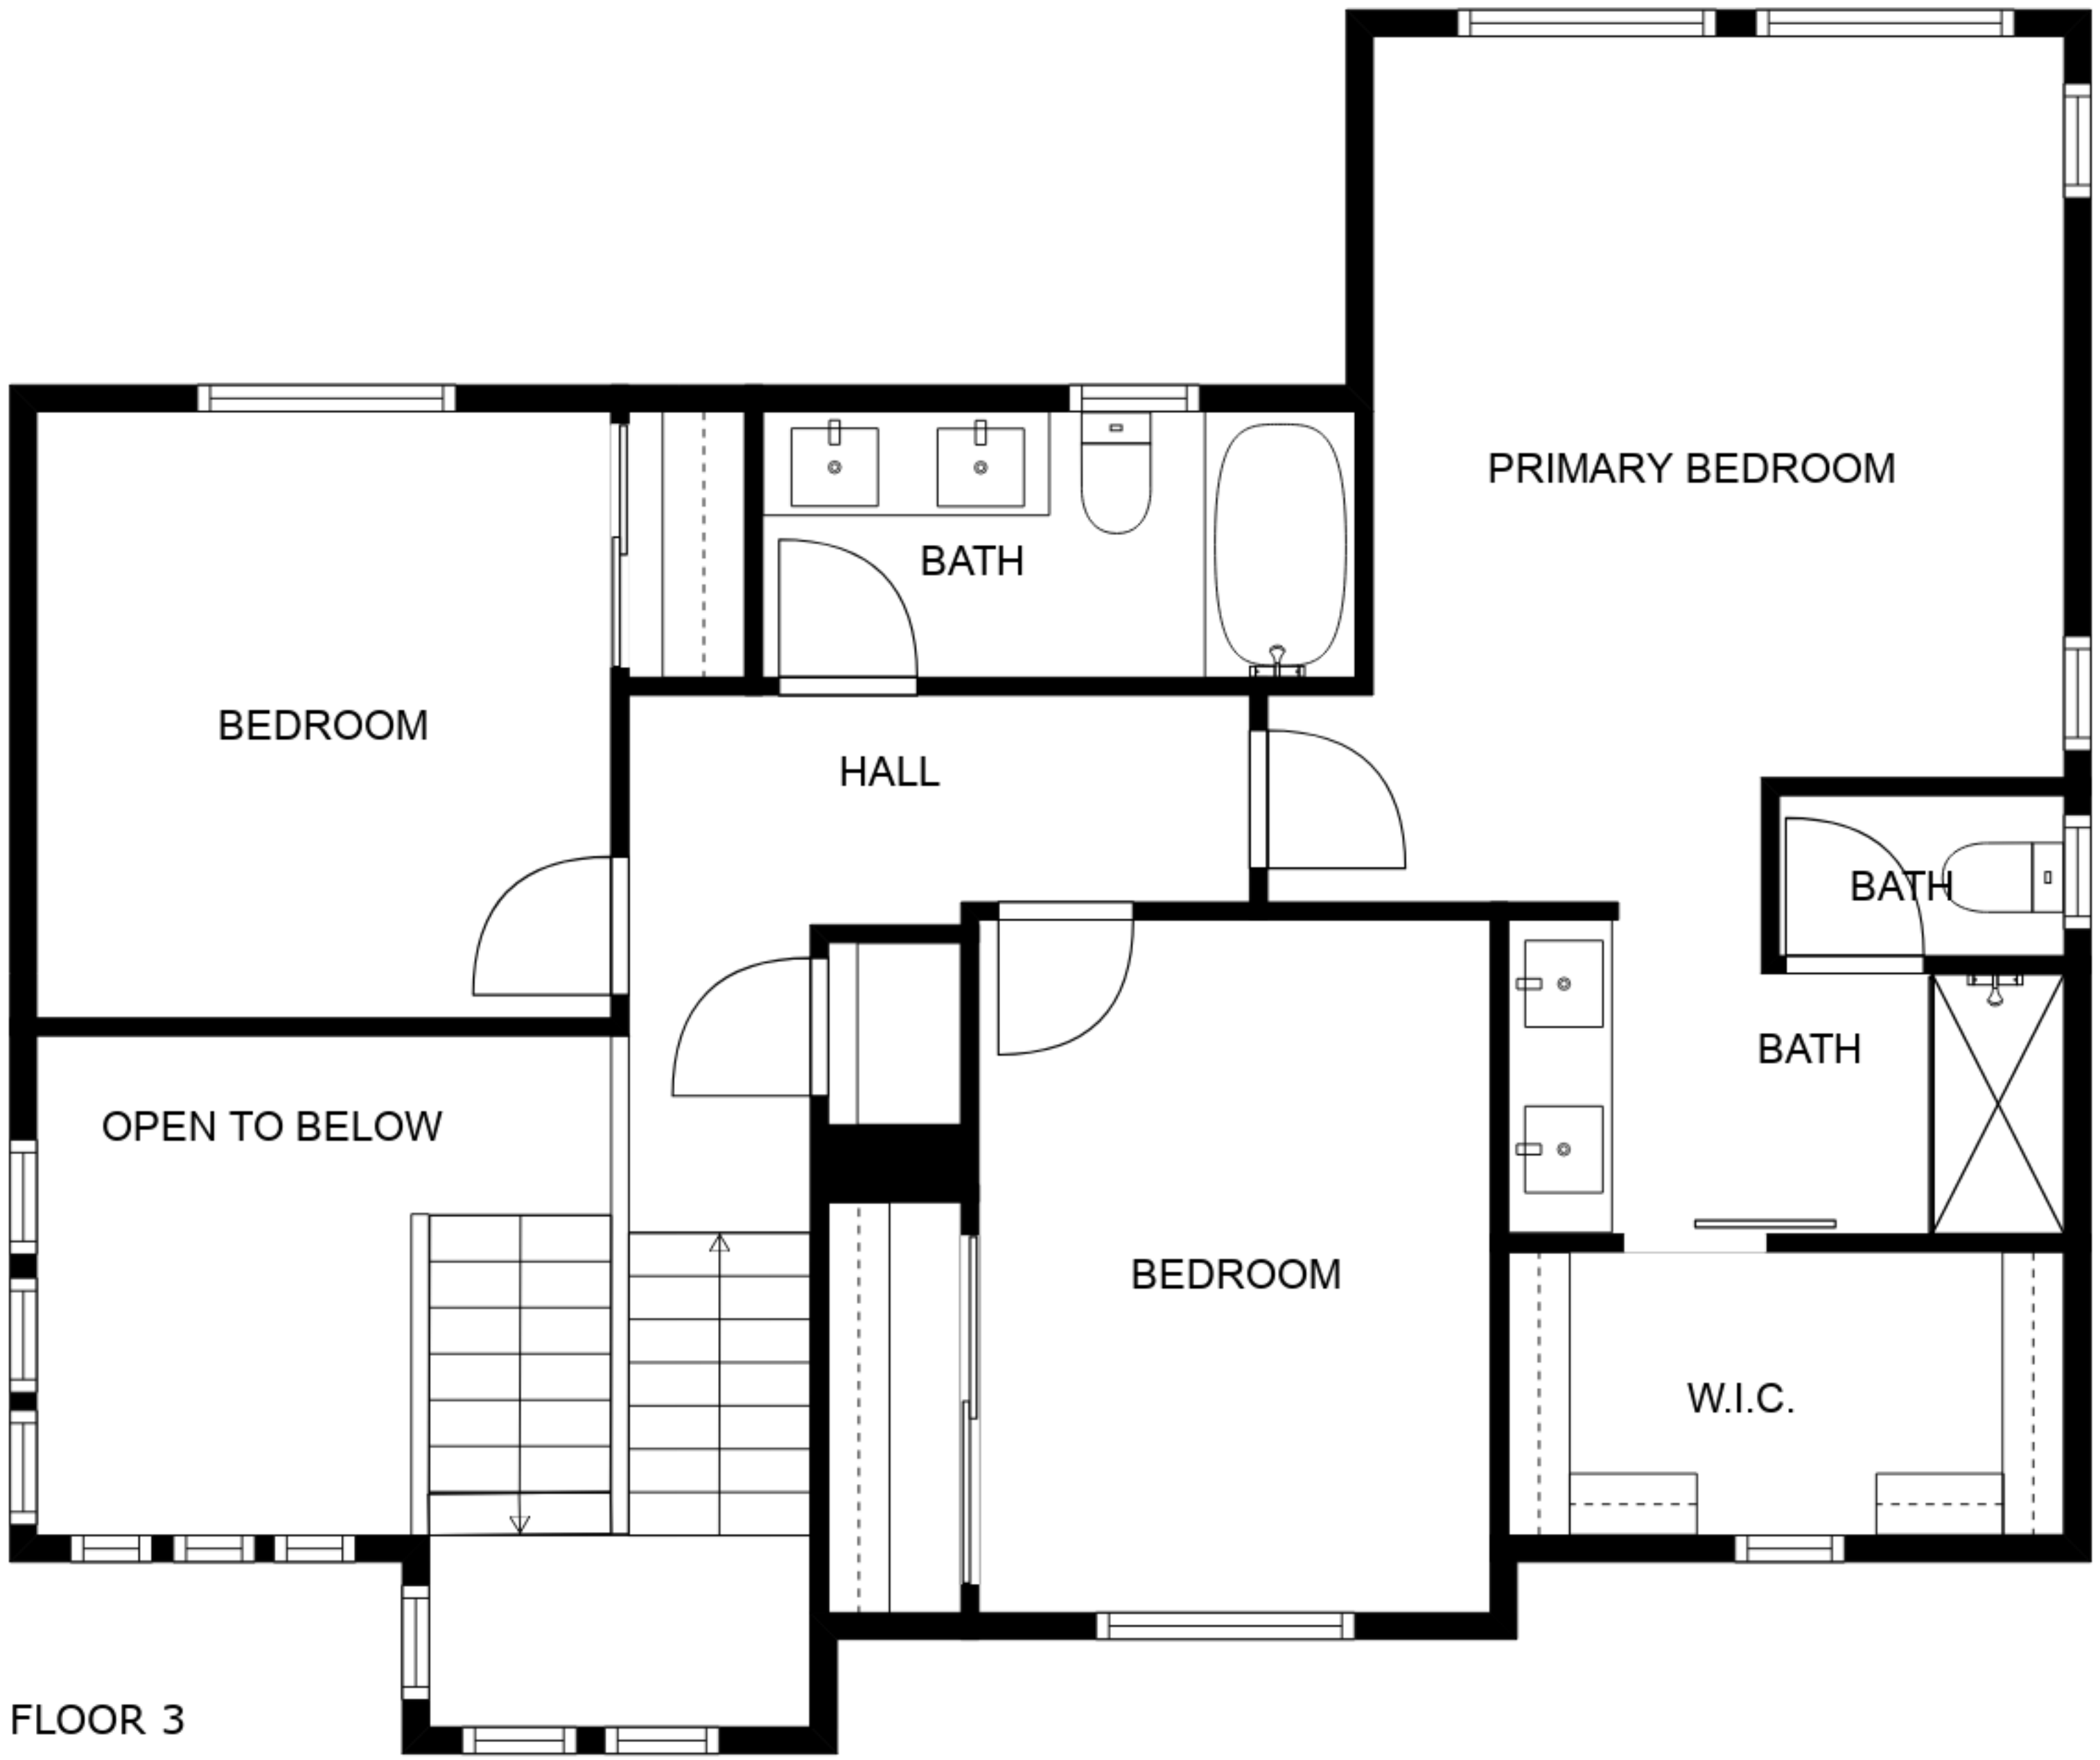 PRIMARY BEDROOM
BATH
BEDROOM
HALL
BATH
BATH
OPEN TO BELOW
BEDROOM
W.I.C.
FLOOR 3